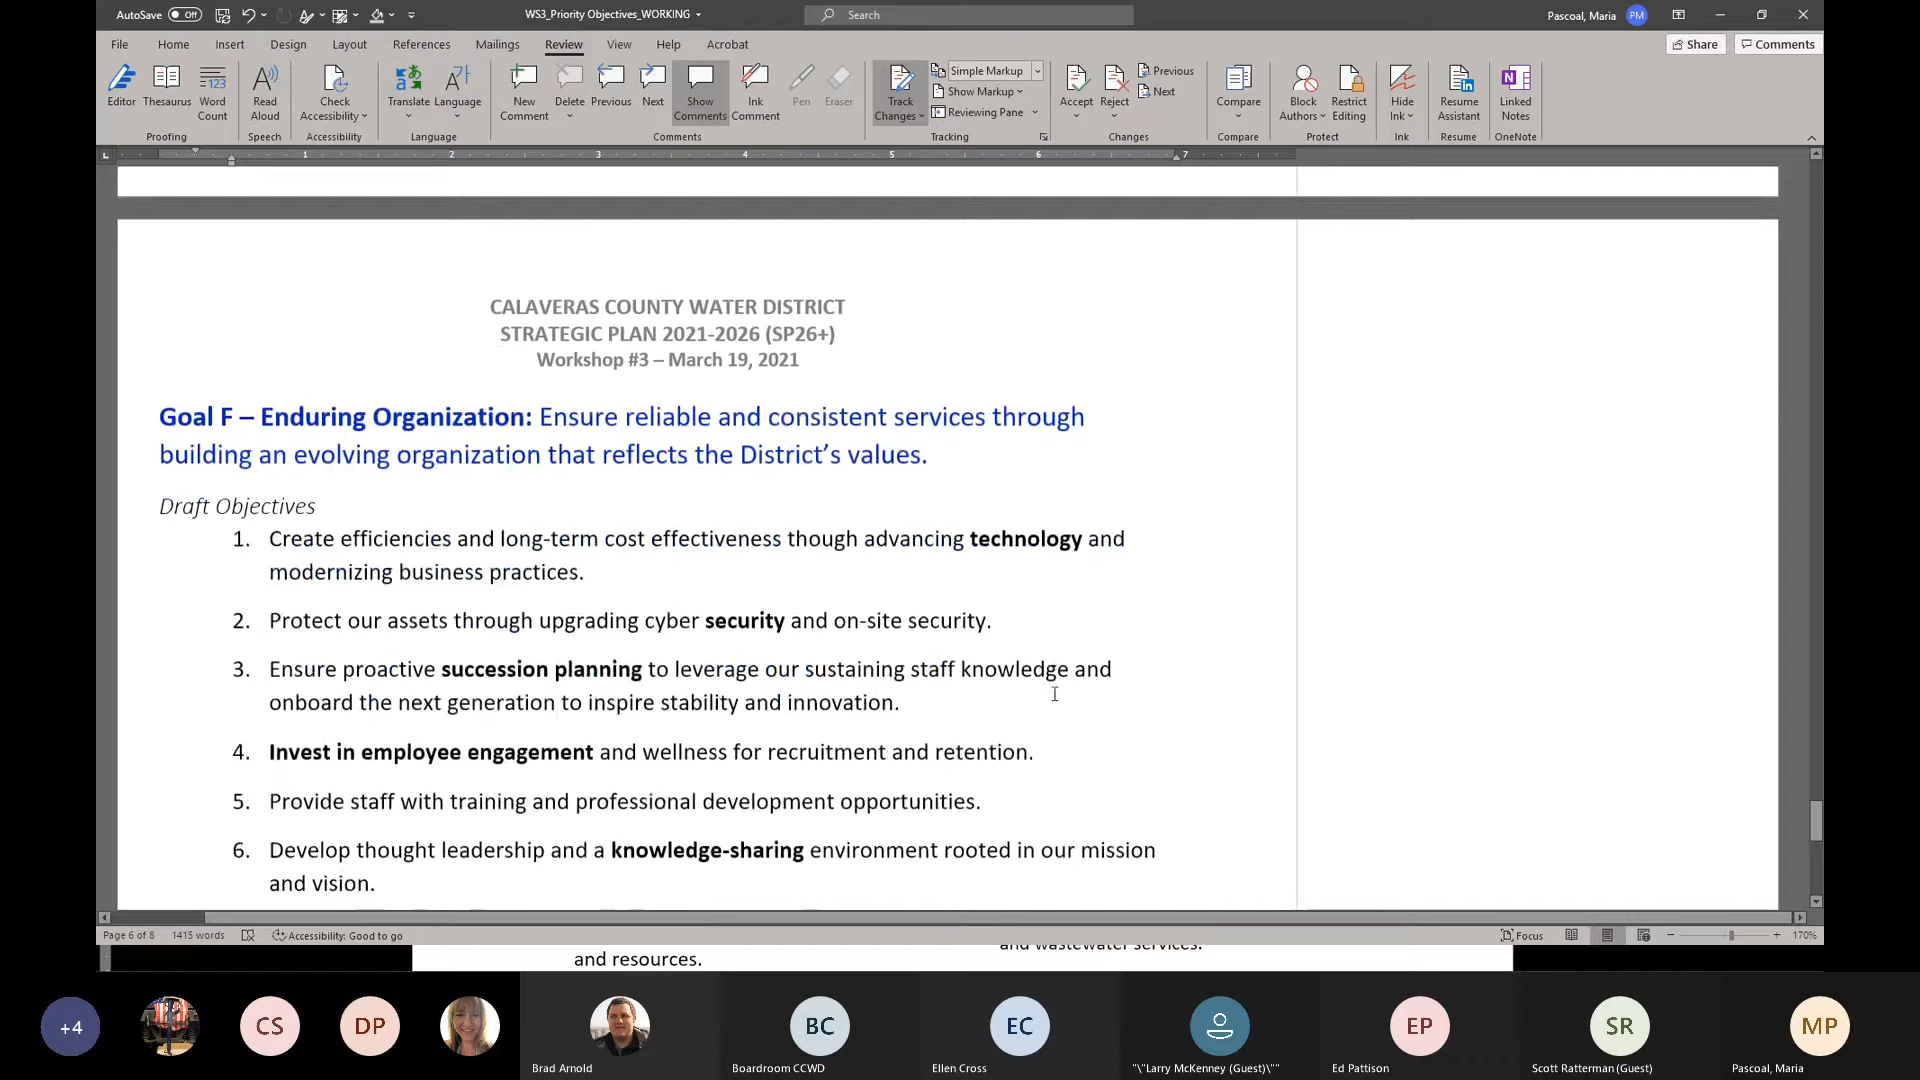 AutoSave Off WS3_Priority Objectives_WORKING Search Pascoal, Maria PM
File Home Insert Design Layout References Mailings Review View Help Acrobat Share Comments
Editor Thesaurus Word Count Read Aloud Check Accessibility Translate Language New Comment Delete Previous Next Show Comments Ink Comment Pen Eraser Track Changes Simple Markup Show Markup Reviewing Pane Accept Reject Previous Next Compare Block Authors Restrict Editing Hide Ink Resume Assistant Linked Notes
Proofing Speech Accessibility Language Comments Tracking Changes Compare Protect Ink Resume OneNote
1 2 3 4 5 6 7
CALAVERAS COUNTY WATER DISTRICT
STRATEGIC PLAN 2021-2026 (SP26+)
Workshop #3 – March 19, 2021
Goal F – Enduring Organization: Ensure reliable and consistent services through
building an evolving organization that reflects the District’s values.
Draft Objectives
1. Create efficiencies and long-term cost effectiveness though advancing technology and
modernizing business practices.
2. Protect our assets through upgrading cyber security and on-site security.
3. Ensure proactive succession planning to leverage our sustaining staff knowledge and
onboard the next generation to inspire stability and innovation.
4. Invest in employee engagement and wellness for recruitment and retention.
5. Provide staff with training and professional development opportunities.
6. Develop thought leadership and a knowledge-sharing environment rooted in our mission
and vision.
Page 6 of 8 1415 words Accessibility: Good to go Focus 170%
and wastewater services.
and resources.
+4 CS DP BC EC EP SR MP
Brad Arnold Boardroom CCWD Ellen Cross "\"Larry McKenney (Guest)\"" Ed Pattison Scott Ratterman (Guest) Pascoal, Maria